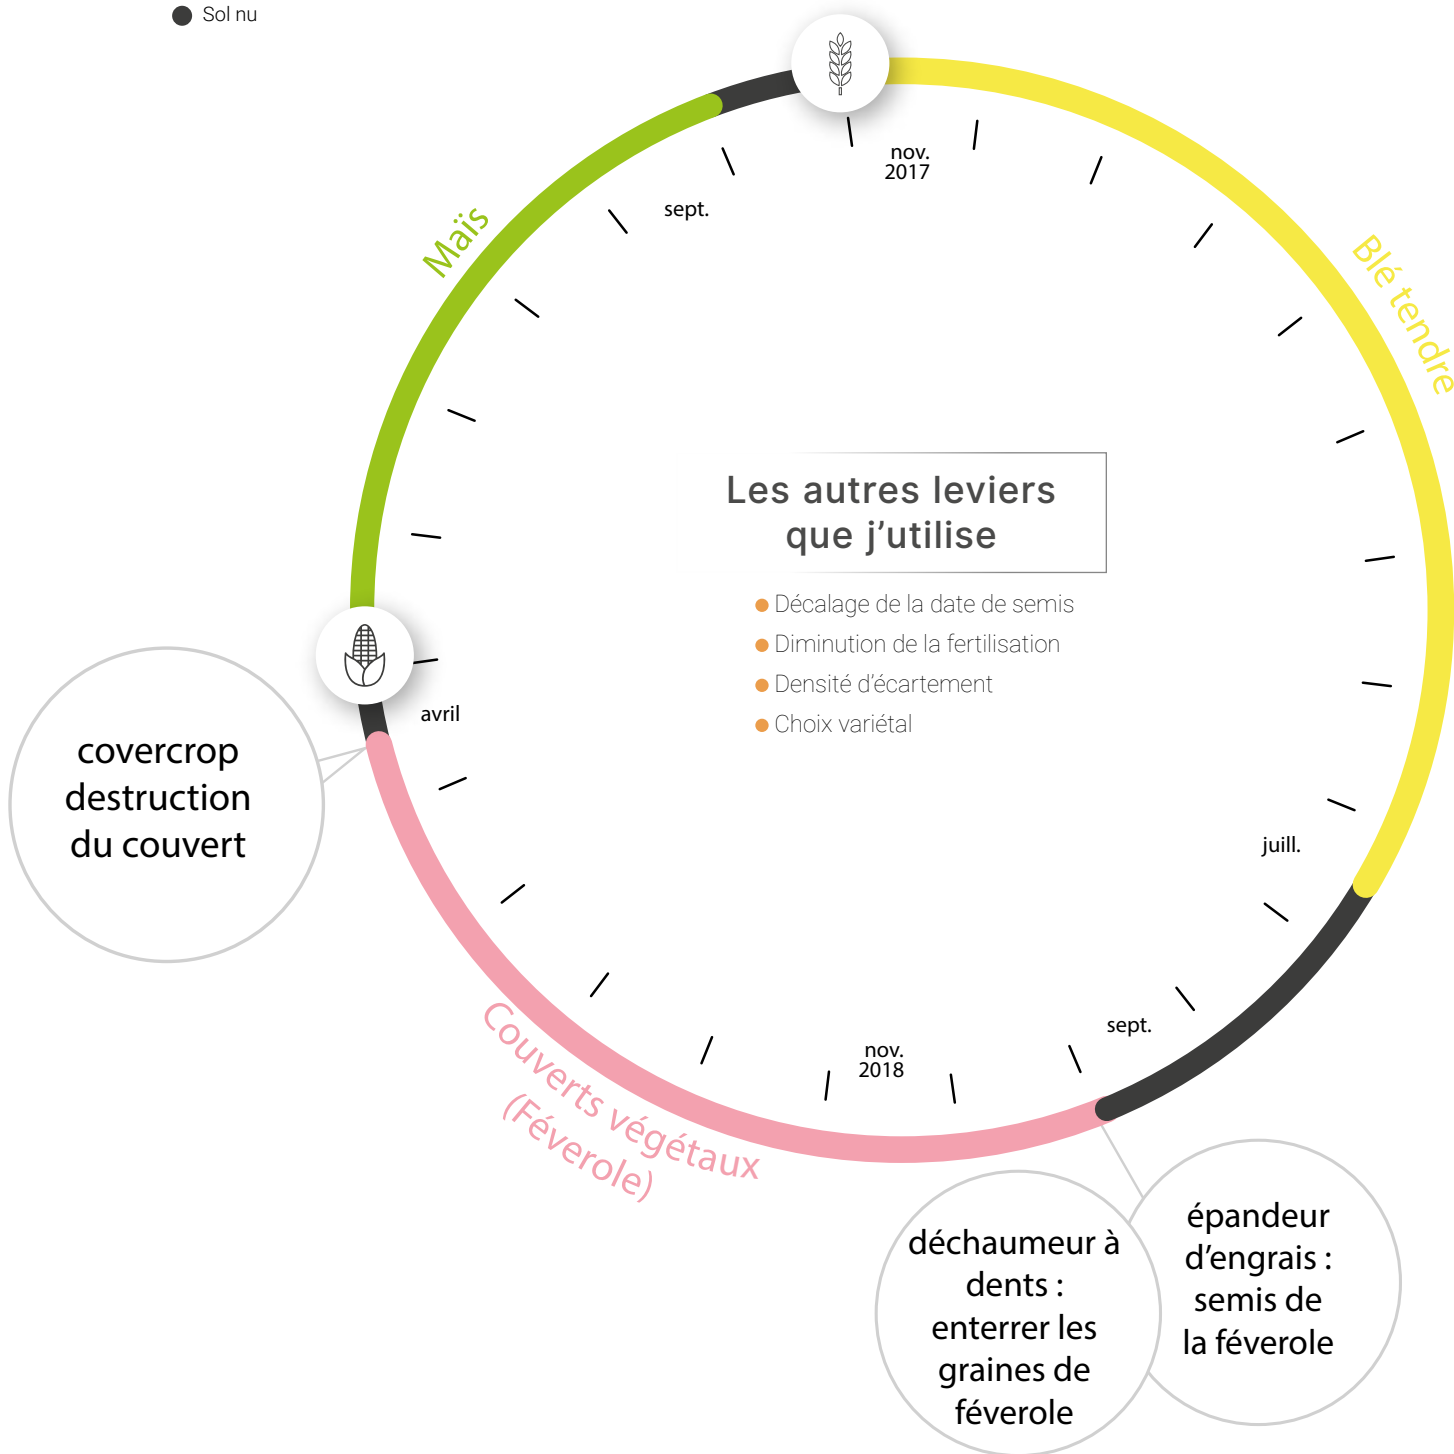 Sol nu
nov.
2017
sept.
Maïs
Blé tendre
Les autres leviers
que j’utilise
Décalage de la date de semis
Diminution de la fertilisation
Densité d’écartement
Choix variétal
avril
covercrop
destruction
du couvert
juill.
sept.
nov.
2018
Couverts végétaux
(Féverole)
déchaumeur à
dents :
enterrer les
graines de
féverole
épandeur
d’engrais :
semis de
la féverole